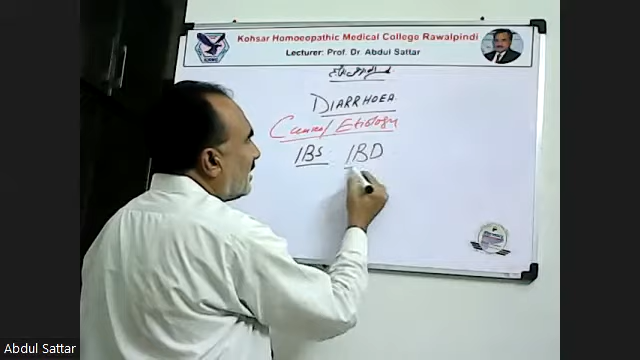 Kohsar Homoeopathic Medical College Rawalpindi
Lecturer: Prof. Dr. Abdul Sattar
DIARRHOEA.
Causes/Etiology
IBS. IBD
Abdul Sattar